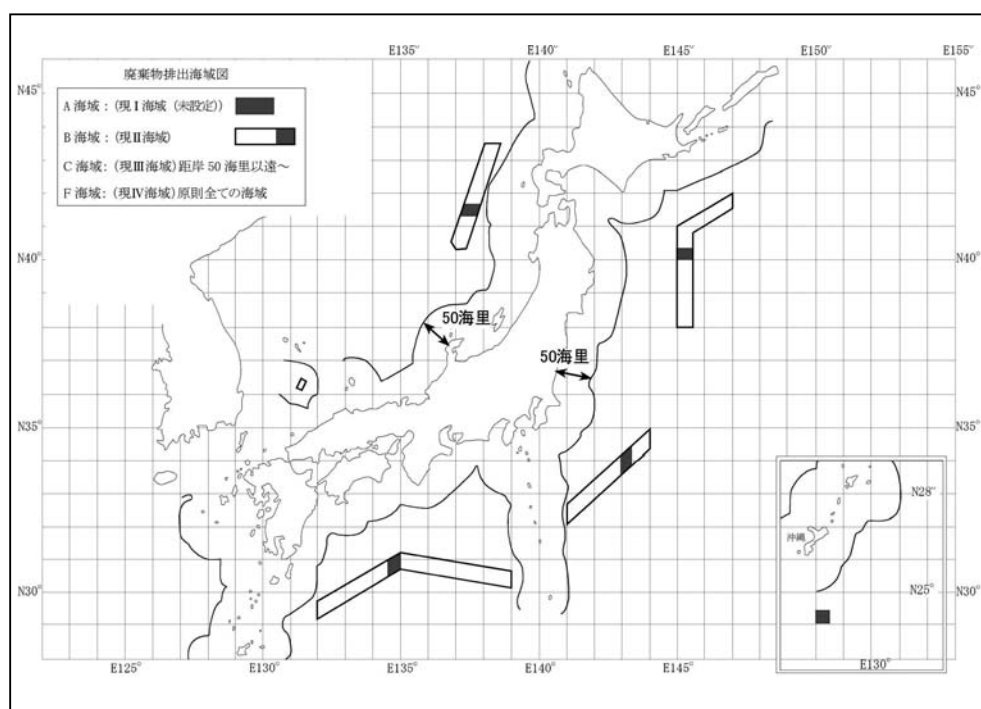 E135° E140° E145° E150° E155°
廃棄物排出海域図
A 海域：(現Ⅰ海域（未設定))
B 海域：(現Ⅱ海域)
C 海域：(現Ⅲ海域) 距岸 50 海里以遠～
F 海域：(現Ⅳ海域) 原則全ての海域
N45° N45°
N40° N40°
50海里
50海里
N35° N35°
N28°
沖縄
N25°
N30° N30°
E130°
E125° E130° E135° E140° E145°